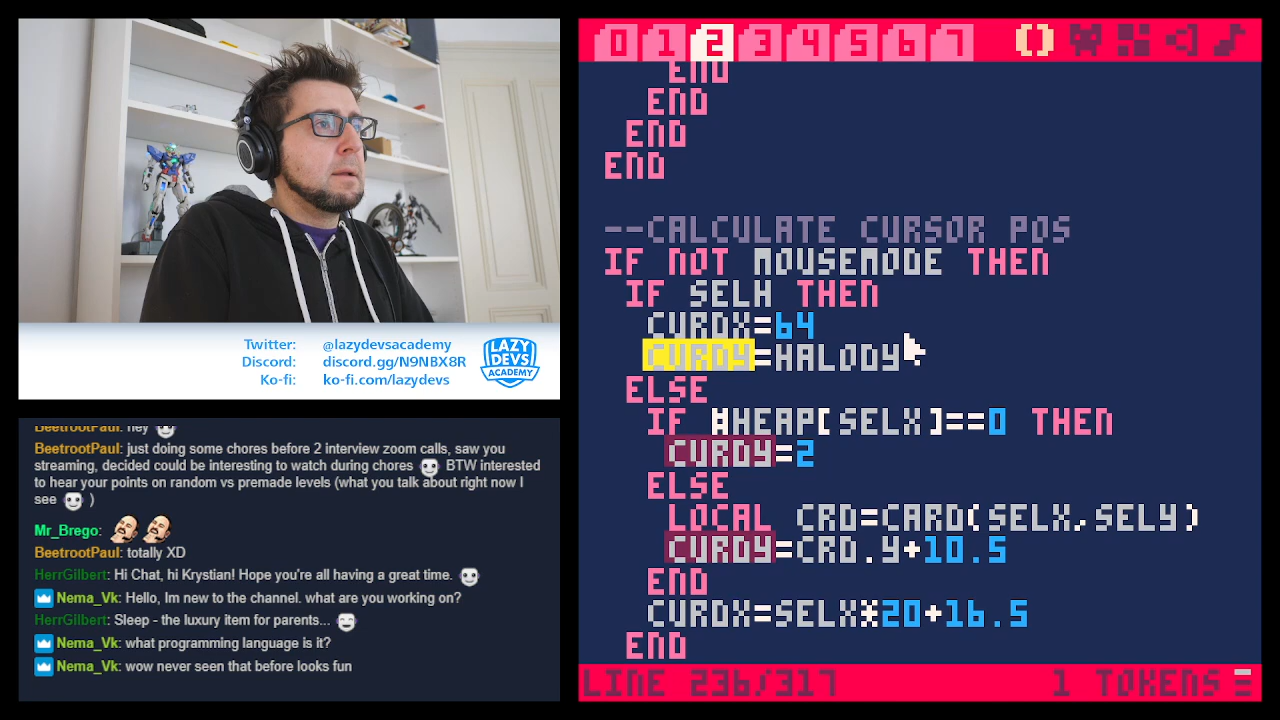 Twitter: @lazydevsacademy
Discord: discord.gg/N9NBX8R
Ko-fi: ko-fi.com/lazydevs
LAZY
DEVS
ACADEMY
BeetrootPaul: hey
BeetrootPaul: just doing some chores before 2 interview zoom calls, saw you
streaming, decided could be interesting to watch during chores BTW interested
to hear your points on random vs premade levels (what you talk about right now I
see )
Mr_Brego:
BeetrootPaul: totally XD
HerrGilbert: Hi Chat, hi Krystian! Hope you're all having a great time.
Nema_Vk: Hello, Im new to the channel. what are you working on?
HerrGilbert: Sleep - the luxury item for parents...
Nema_Vk: what programming language is it?
Nema_Vk: wow never seen that before looks fun
0 1 2 3 4 5 6 7 ()
END
END
END
END
--CALCULATE CURSOR POS
IF NOT MOUSEMODE THEN
IF SELH THEN
CURDX=64
CURDY=HALODY
ELSE
IF #HEAP[SELX]==0 THEN
CURDY=2
ELSE
LOCAL CRD=CARD(SELX,SELY)
CURDY=CRD.Y+10.5
END
CURDX=SELX*20+16.5
END
LINE 236/317 1 TOKENS